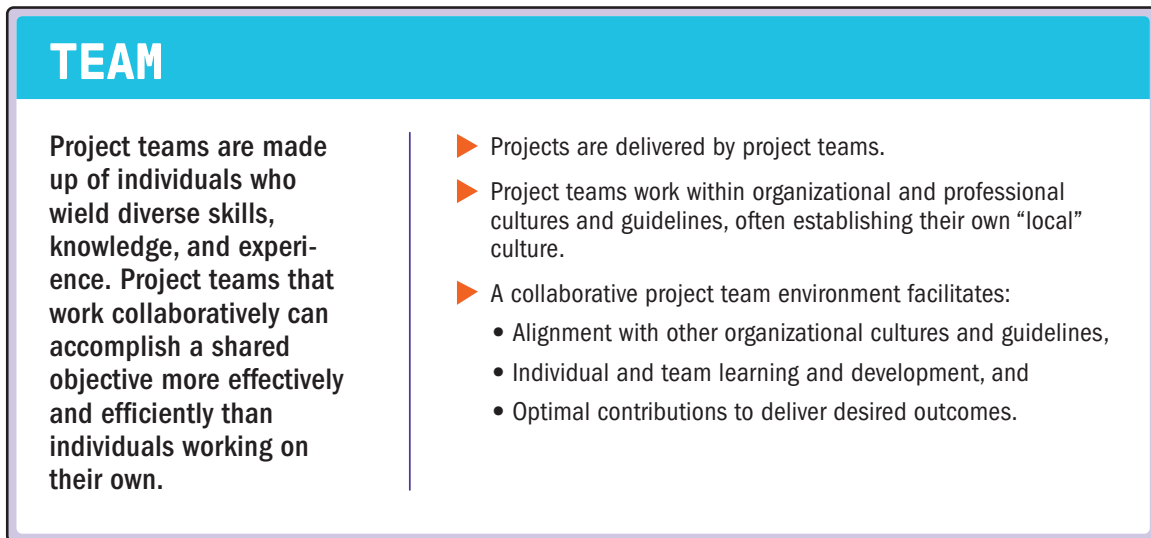 TEAM
Project teams are made
up of individuals who
wield diverse skills,
knowledge, and experi-
ence. Project teams that
work collaboratively can
accomplish a shared
objective more effectively
and efficiently than
individuals working on
their own.
Projects are delivered by project teams.
Project teams work within organizational and professional
cultures and guidelines, often establishing their own “local”
culture.
A collaborative project team environment facilitates:
• Alignment with other organizational cultures and guidelines,
• Individual and team learning and development, and
• Optimal contributions to deliver desired outcomes.